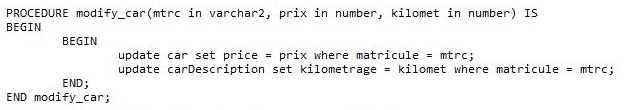 PROCEDURE modify_car(mtrc in varchar2, prix in number, kilomet in number) IS
BEGIN
BEGIN
update car set price = prix where matricule = mtrc;
update carDescription set kilometrage = kilomet where matricule = mtrc;
END;
END modify_car;